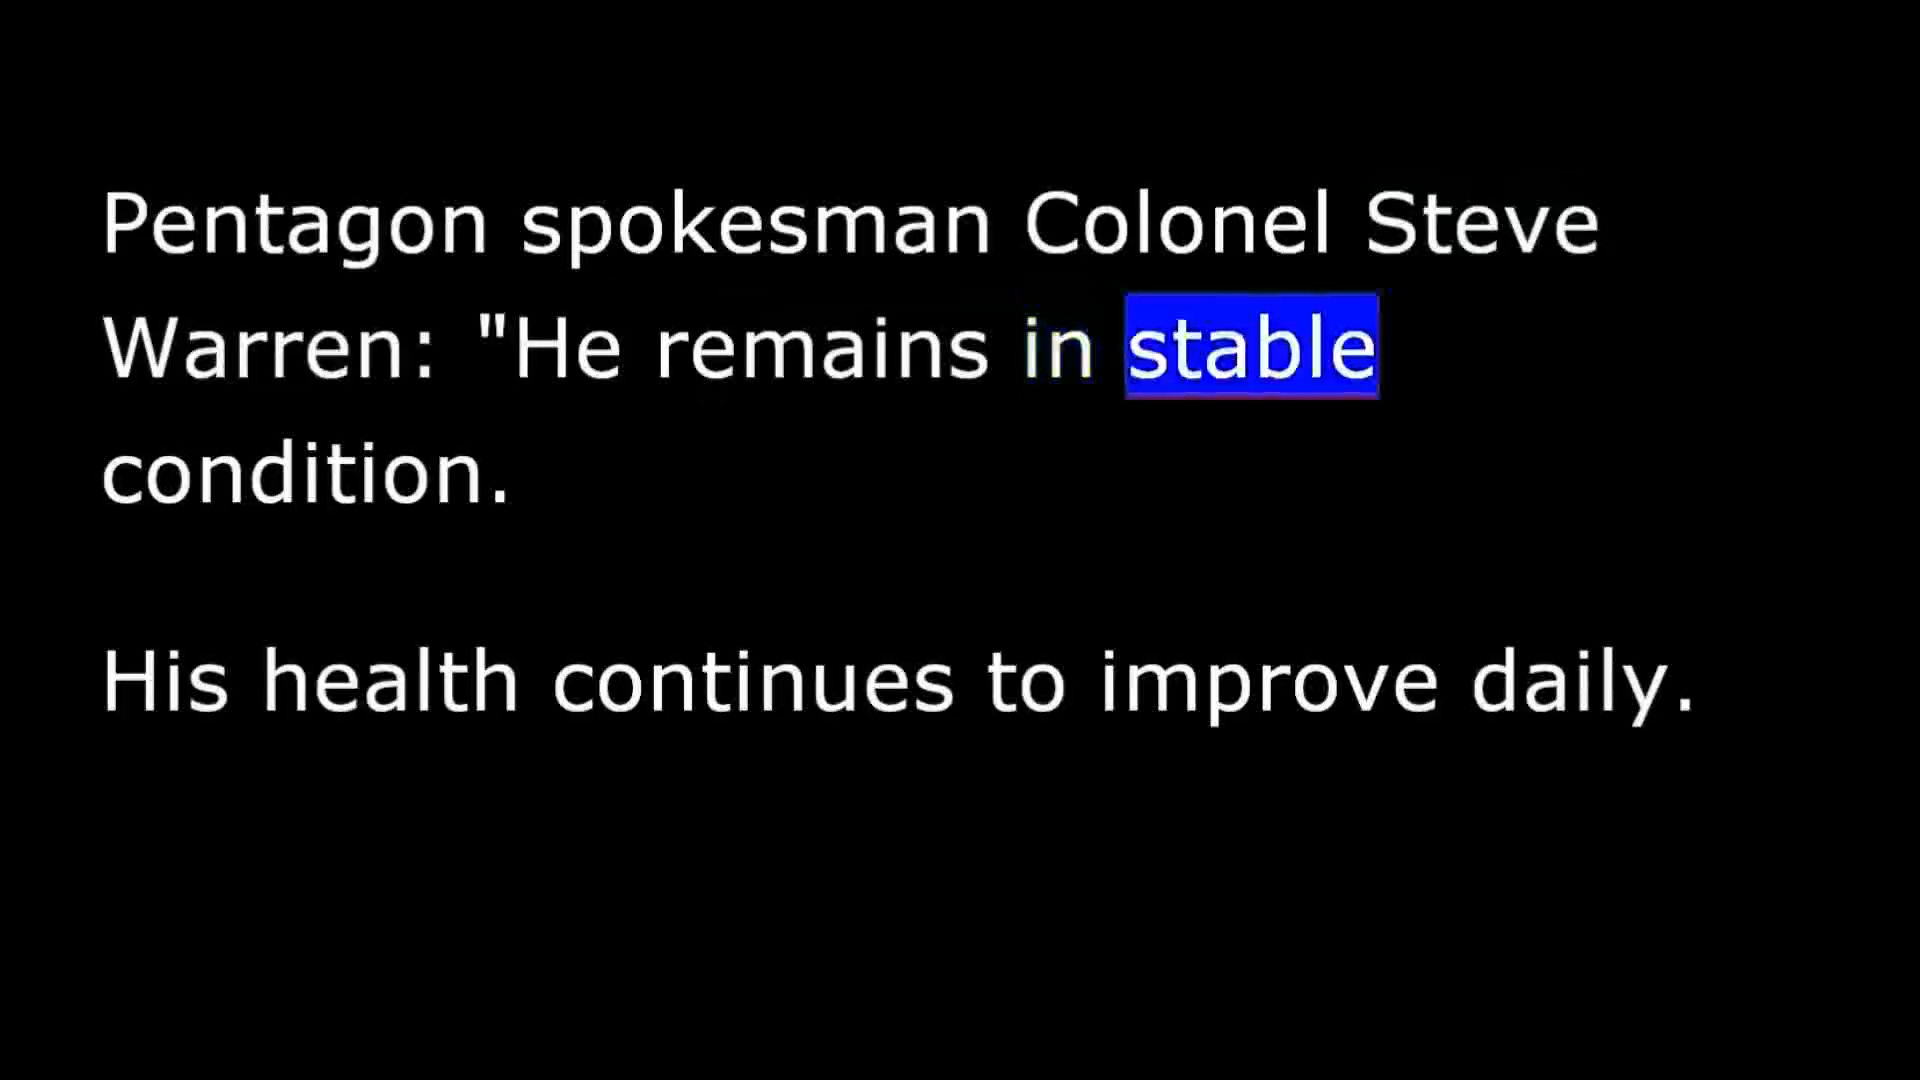 Pentagon spokesman Colonel Steve
Warren: "He remains in stable
condition.
His health continues to improve daily.